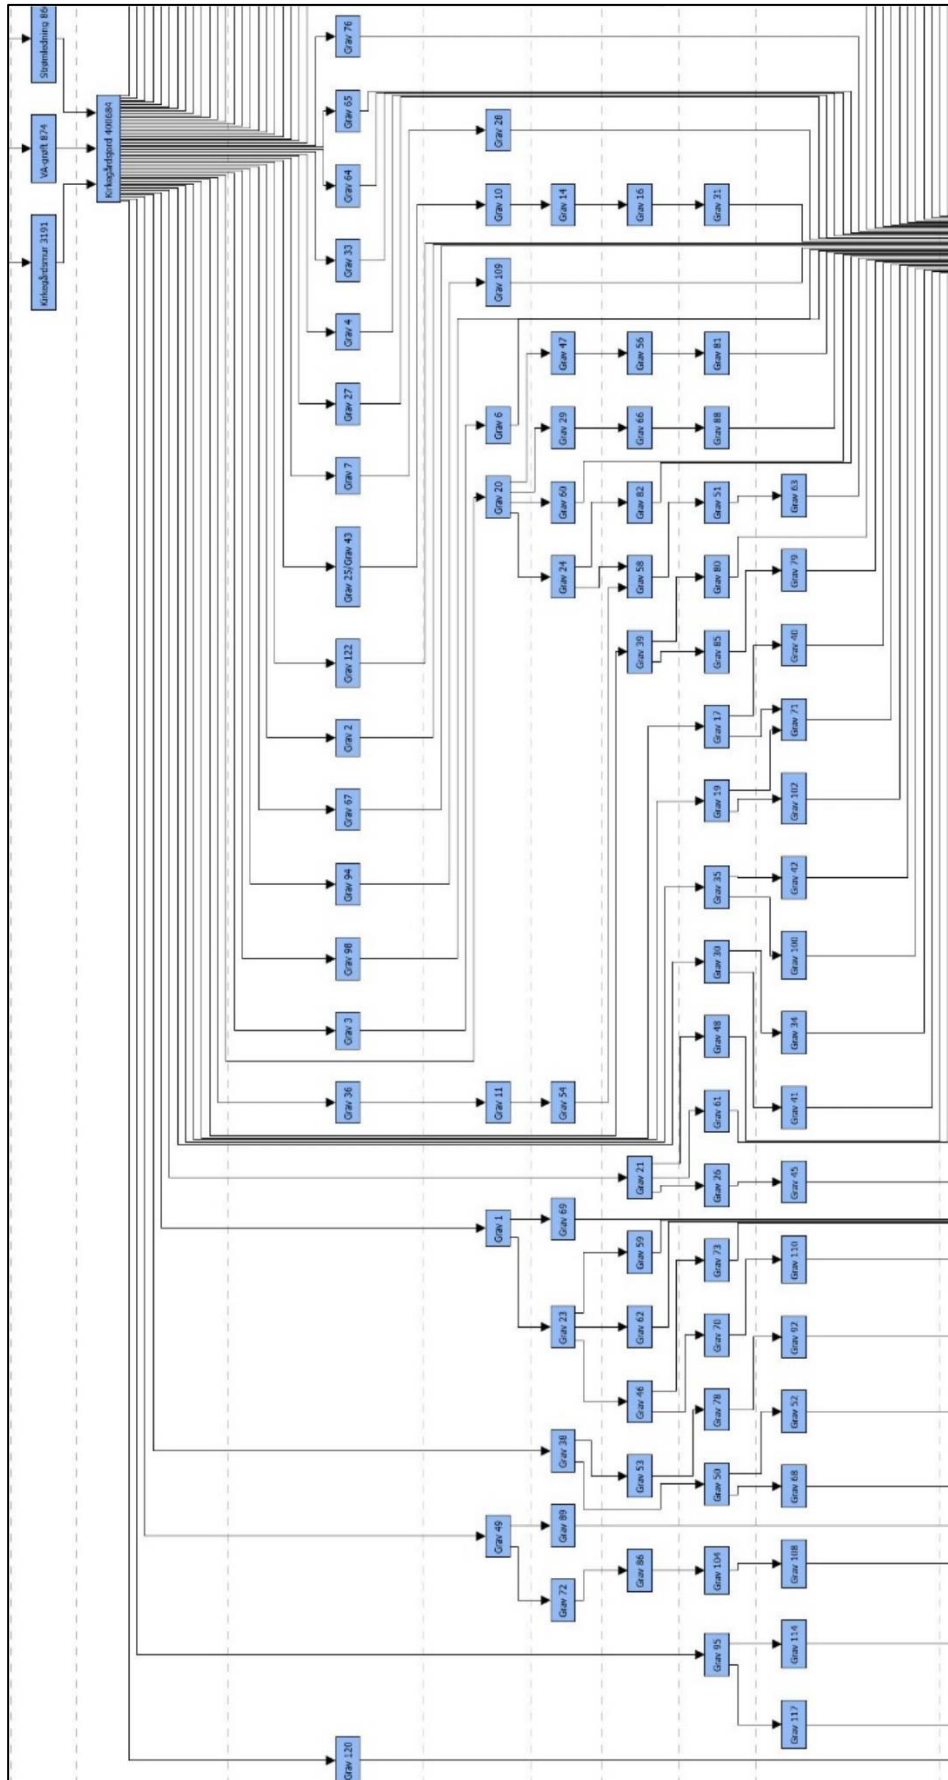 Strømledning
VA-grøft 874
Kirkegårdsmur 3191
Kirkegårdsjord
Grav 76
Grav 65
Grav 64
Grav 33
Grav 4
Grav 27
Grav 7
Grav 25/Grav 43
Grav 122
Grav 2
Grav 67
Grav 94
Grav 98
Grav 3
Grav 36
Grav 120
Grav 28
Grav 10
Grav 109
Grav 6
Grav 20
Grav 11
Grav 1
Grav 49
Grav 14
Grav 47
Grav 29
Grav 60
Grav 24
Grav 54
Grav 69
Grav 23
Grav 38
Grav 89
Grav 72
Grav 16
Grav 56
Grav 66
Grav 82
Grav 58
Grav 39
Grav 21
Grav 59
Grav 62
Grav 46
Grav 53
Grav 86
Grav 31
Grav 81
Grav 88
Grav 51
Grav 80
Grav 85
Grav 17
Grav 19
Grav 35
Grav 30
Grav 48
Grav 61
Grav 26
Grav 73
Grav 70
Grav 78
Grav 50
Grav 104
Grav 95
Grav 63
Grav 79
Grav 40
Grav 71
Grav 102
Grav 42
Grav 100
Grav 34
Grav 41
Grav 45
Grav 110
Grav 92
Grav 52
Grav 68
Grav 108
Grav 114
Grav 117